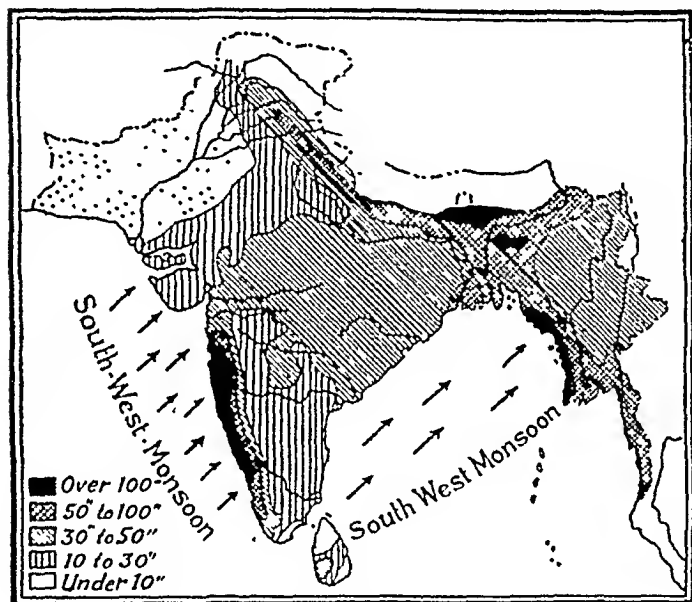 South-West-Monsoon
South West Monsoon
Over 100"
50" to 100"
30" to 50"
10 to 30"
Under 10"